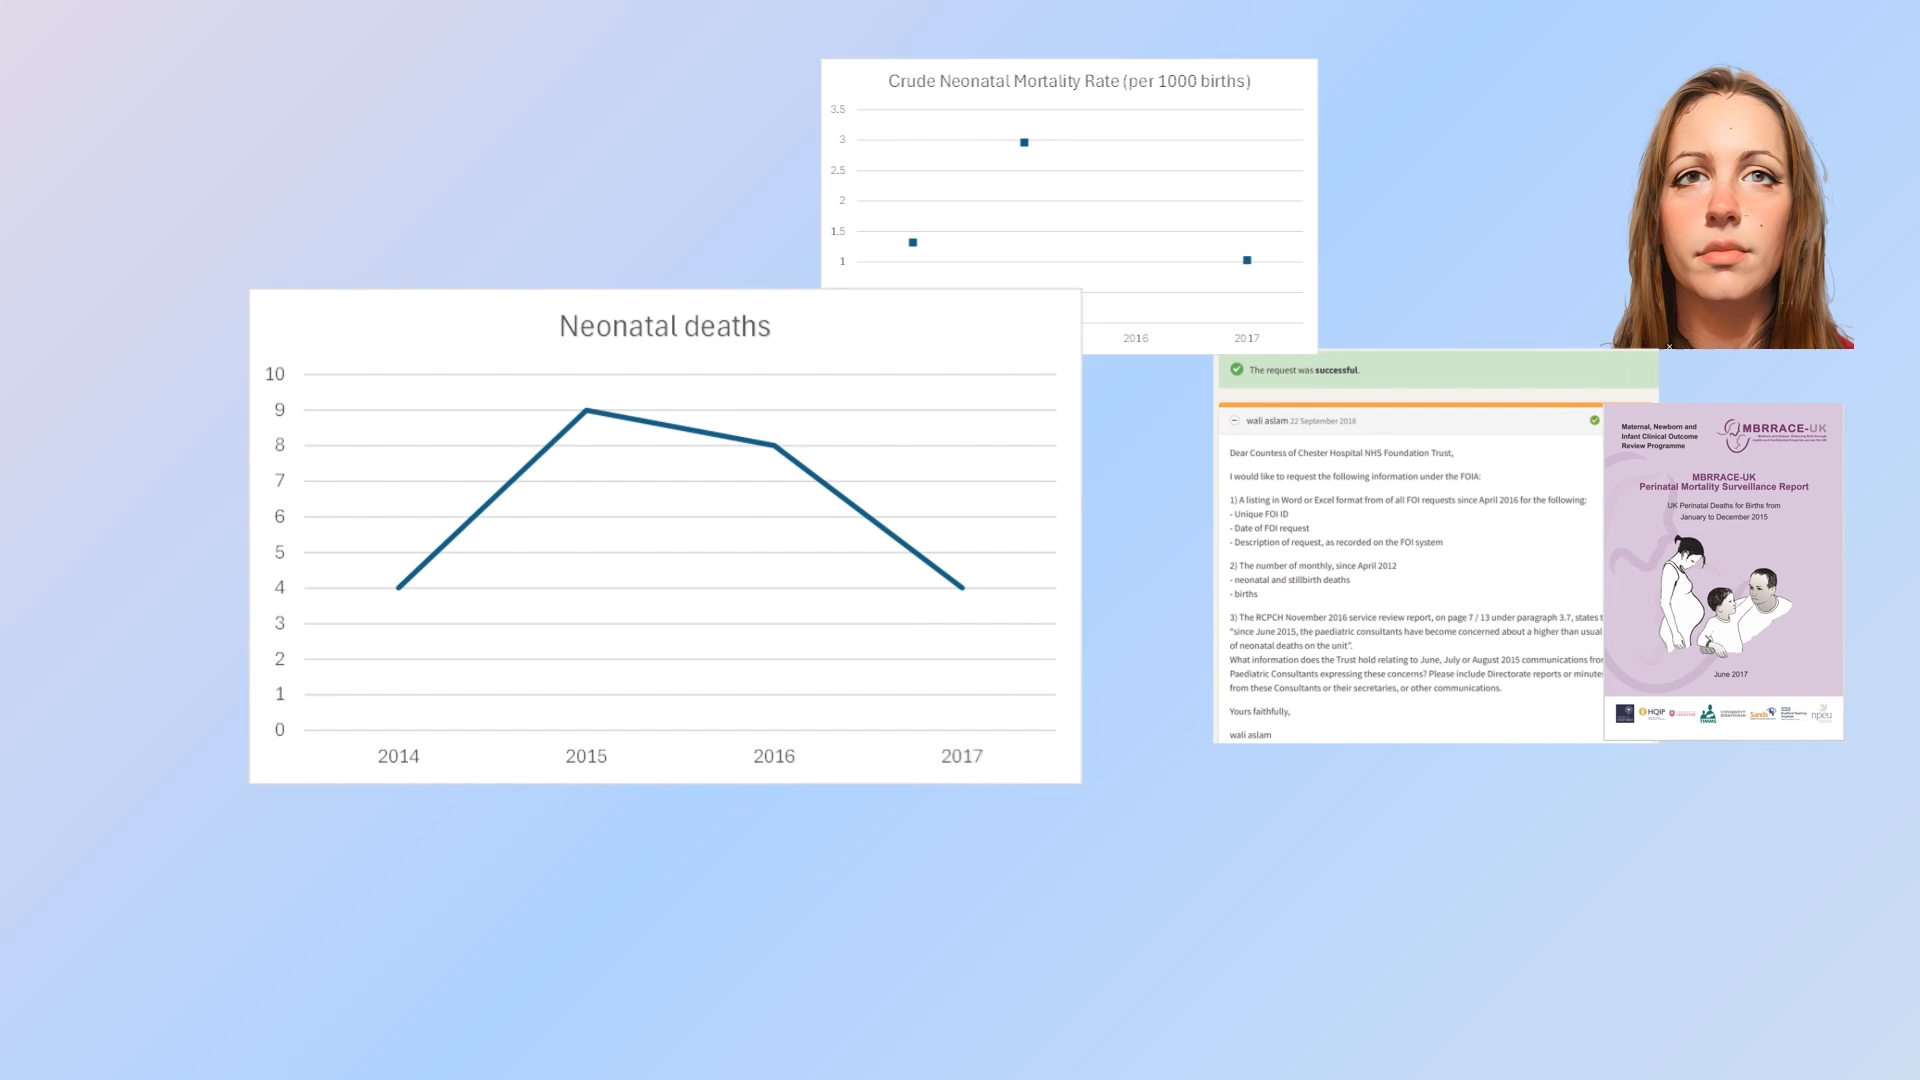 Crude Neonatal Mortality Rate (per 1000 births)
3.5
3
2.5
2
1.5
1
2016
2017
Neonatal deaths
10
9
8
7
6
5
4
3
2
1
0
2014
2015
2016
2017
The request was successful.
wali aslam 22 September 2018
Dear Countess of Chester Hospital NHS Foundation Trust,
I would like to request the following information under the FOIA:
1) A listing in Word or Excel format from of all FOI requests since April 2016 for the following:
- Unique FOI ID
- Date of FOI request
- Description of request, as recorded on the FOI system
2) The number of monthly, since April 2012
- neonatal and stillbirth deaths
- births
3) The RCPCH November 2016 service review report, on page 7 / 13 under paragraph 3.7, states t
"since June 2015, the paediatric consultants have become concerned about a higher than usual
of neonatal deaths on the unit".
What information does the Trust hold relating to June, July or August 2015 communications fro
Paediatric Consultants expressing these concerns? Please include Directorate reports or minute
from these Consultants or their secretaries, or other communications.
Yours faithfully,
wali aslam
Maternal, Newborn and
Infant Clinical Outcome
Review Programme
MBRRACE-UK
MBRRACE-UK
Perinatal Mortality Surveillance Report
UK Perinatal Deaths for Births from
January to December 2015
June 2017
HQIP
TIMMS
Sands
npeu